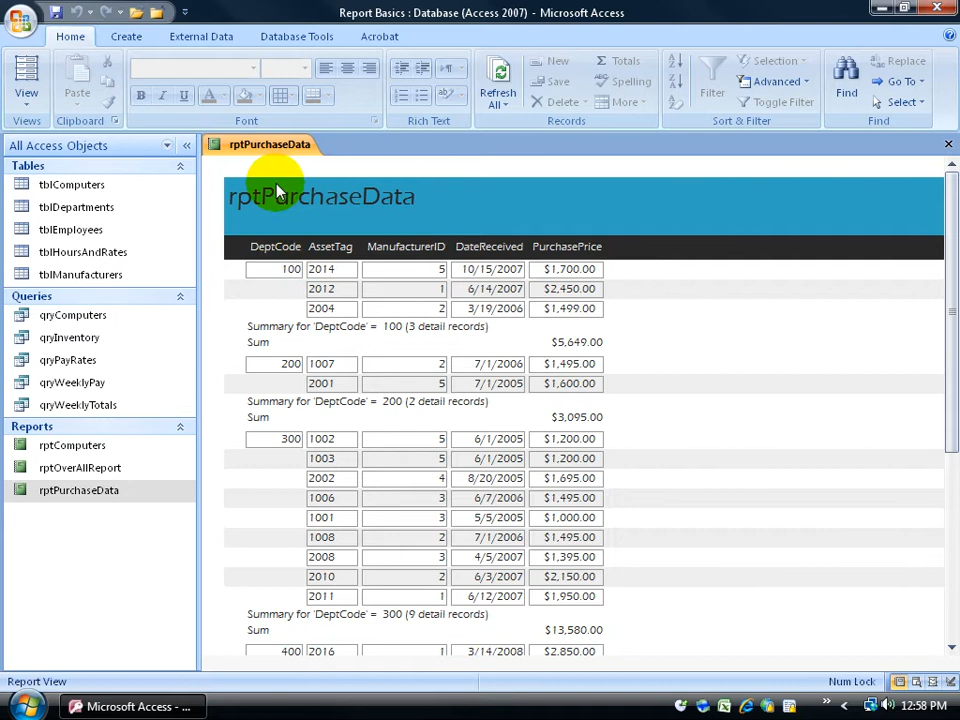 Report Basics : Database (Access 2007) - Microsoft Access
Home Create External Data Database Tools Acrobat
View
Views
Paste
Clipboard
B I U A
Font
ab
Rich Text
Refresh All
New
Save
Delete
Σ Totals
Spelling
More
Records
Filter
Selection
Advanced
Toggle Filter
Sort & Filter
Find
Replace
Go To
Select
Find
All Access Objects
Tables
tblComputers
tblDepartments
tblEmployees
tblHoursAndRates
tblManufacturers
Queries
qryComputers
qryInventory
qryPayRates
qryWeeklyPay
qryWeeklyTotals
Reports
rptComputers
rptOverAllReport
rptPurchaseData
rptPurchaseData
rptPurchaseData
DeptCode AssetTag ManufacturerID DateReceived PurchasePrice
100 2014 5 10/15/2007 $1,700.00
2012 1 6/14/2007 $2,450.00
2004 2 3/19/2006 $1,499.00
Summary for 'DeptCode' = 100 (3 detail records)
Sum $5,649.00
200 1007 2 7/1/2006 $1,495.00
2001 5 7/1/2005 $1,600.00
Summary for 'DeptCode' = 200 (2 detail records)
Sum $3,095.00
300 1002 5 6/1/2005 $1,200.00
1003 5 6/1/2005 $1,200.00
2002 4 8/20/2005 $1,695.00
1006 3 6/7/2006 $1,495.00
1001 3 5/5/2005 $1,000.00
1008 2 7/1/2006 $1,495.00
2008 3 4/5/2007 $1,395.00
2010 2 6/3/2007 $2,150.00
2011 1 6/12/2007 $1,950.00
Summary for 'DeptCode' = 300 (9 detail records)
Sum $13,580.00
400 2016 1 3/14/2008 $2,850.00
Report View
Num Lock
Microsoft Access - ...
12:58 PM